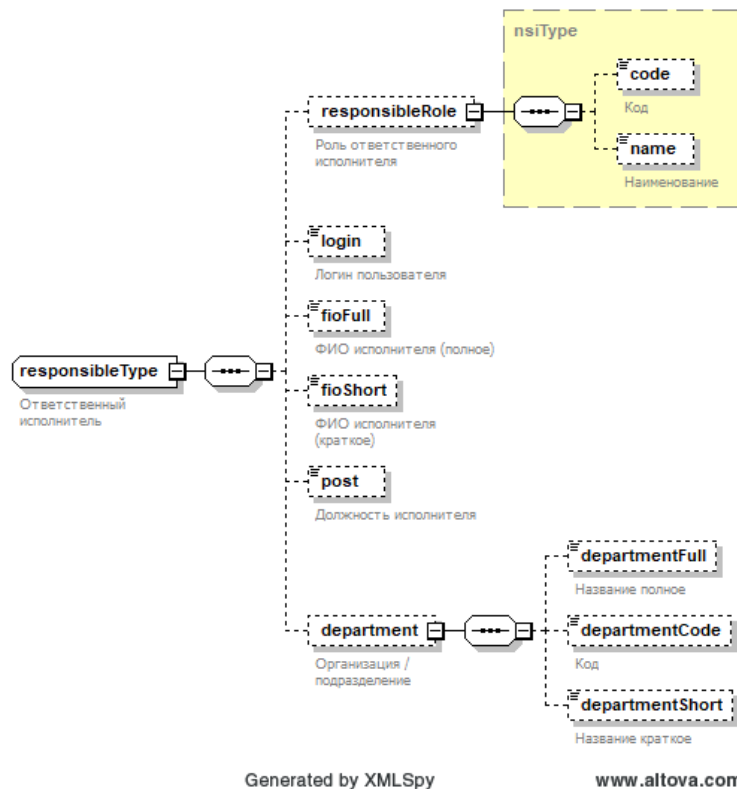 nsiType
code
Код
name
Наименование
responsibleRole
Роль ответственного
исполнителя
login
Логин пользователя
fioFull
ФИО исполнителя (полное)
responsibleType
Ответственный
исполнитель
fioShort
ФИО исполнителя
(краткое)
post
Должность исполнителя
department
Организация /
подразделение
departmentFull
Название полное
departmentCode
Код
departmentShort
Название краткое
Generated by XMLSpy
www.altova.com